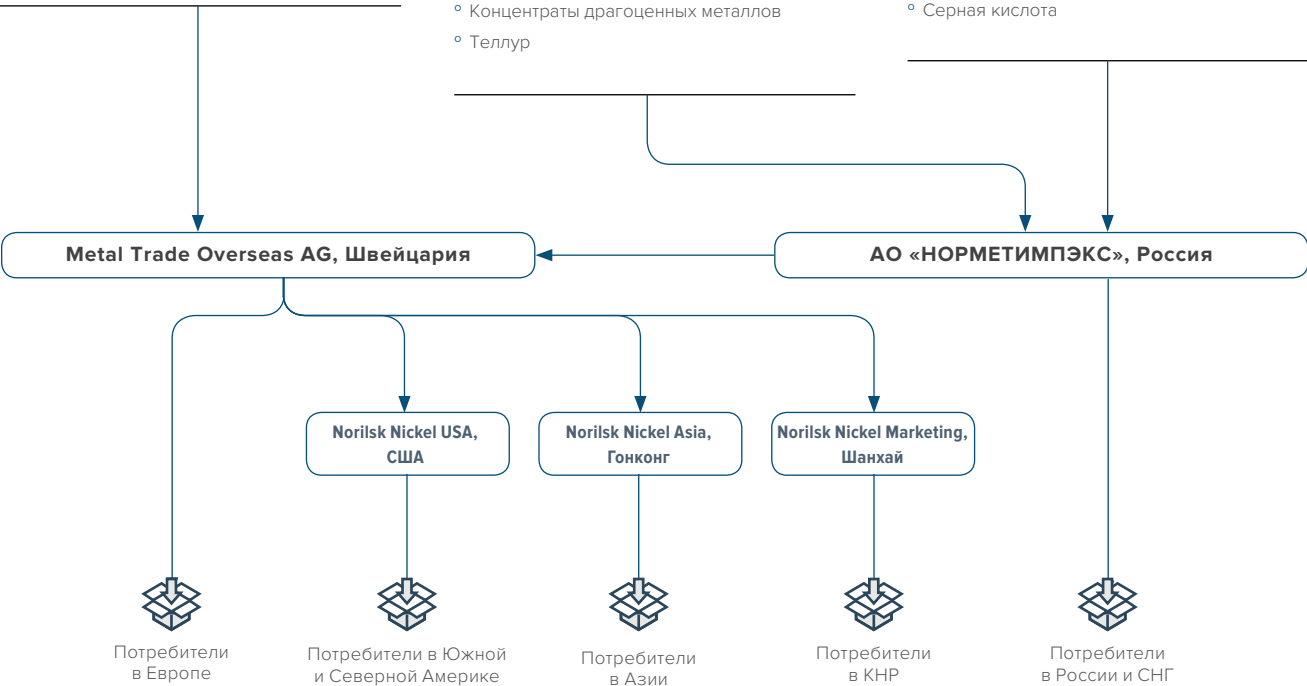 ° Концентраты драгоценных металлов
° Теллур
° Серная кислота
Metal Trade Overseas AG, Швейцария
АО «НОРМЕТИМПЭКС», Россия
Norilsk Nickel USA,
США
Norilsk Nickel Asia,
Гонконг
Norilsk Nickel Marketing,
Шанхай
Потребители
в Европе
Потребители в Южной
и Северной Америке
Потребители
в Азии
Потребители
в КНР
Потребители
в России и СНГ